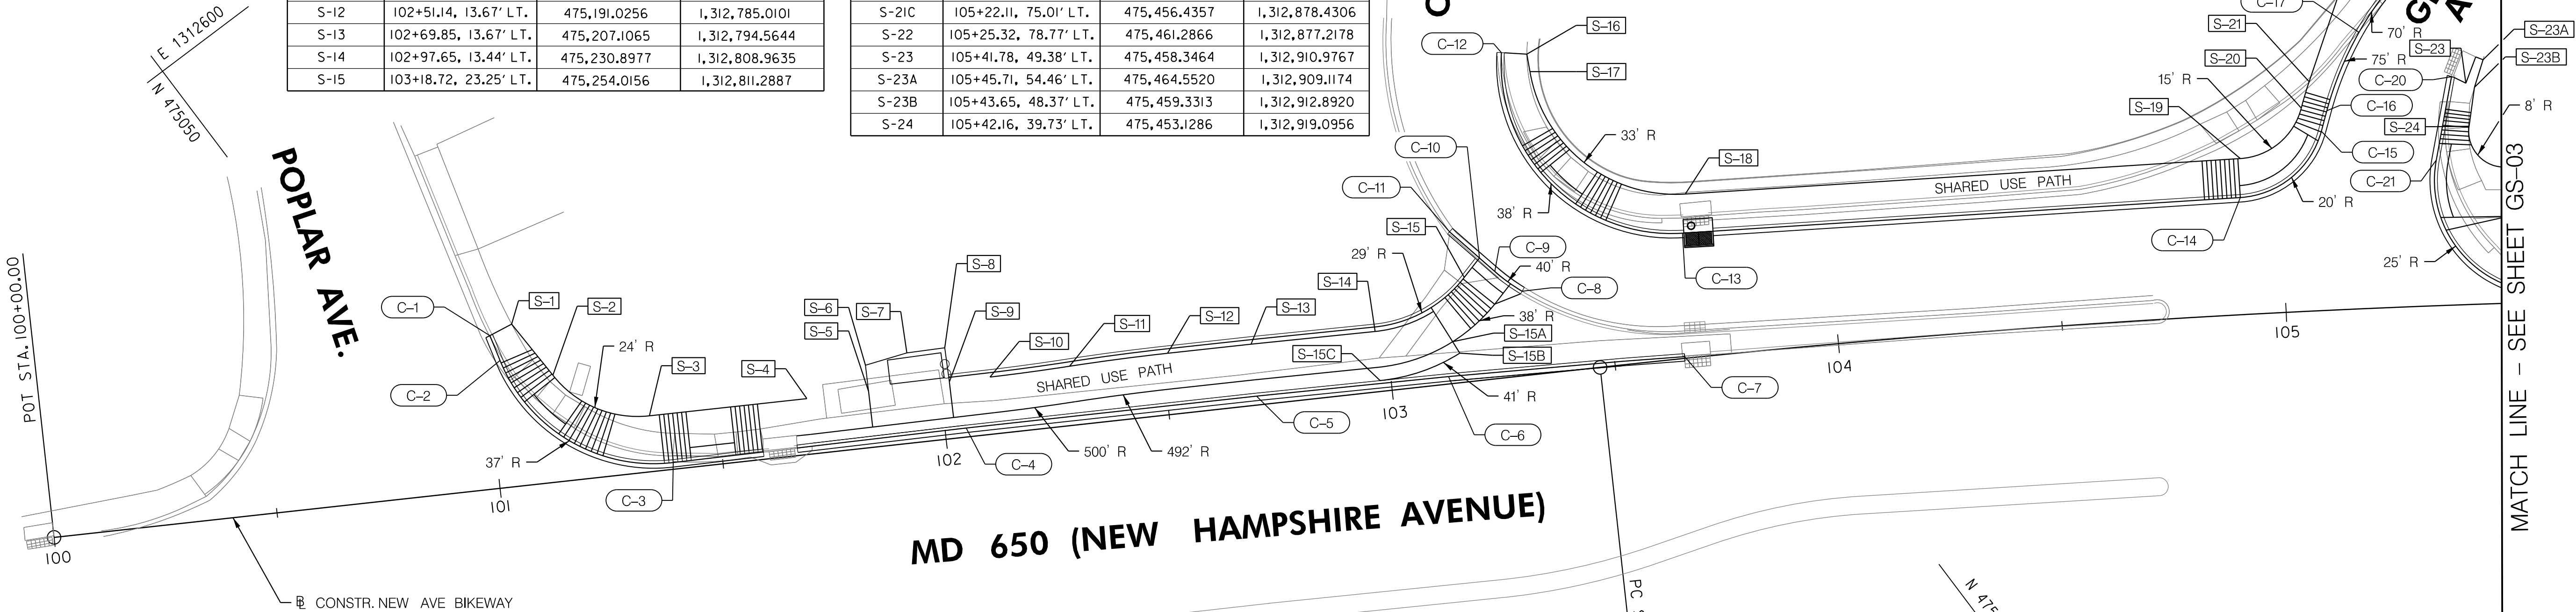 S-12 102+51.14, 13.67' LT. 475,191.0256 1,312,785.0101
S-13 102+69.85, 13.67' LT. 475,207.1065 1,312,794.5644
S-14 102+97.65, 13.44' LT. 475,230.8977 1,312,808.9635
S-15 103+18.72, 23.25' LT. 475,254.0156 1,312,811.2887
S-21C 105+22.11, 75.01' LT. 475,456.4357 1,312,878.4306
S-22 105+25.32, 78.77' LT. 475,461.2866 1,312,877.2178
S-23 105+41.78, 49.38' LT. 475,458.3464 1,312,910.9767
S-23A 105+45.71, 54.46' LT. 475,464.5520 1,312,909.1174
S-23B 105+43.65, 48.37' LT. 475,459.3313 1,312,912.8920
S-24 105+42.16, 39.73' LT. 475,453.1286 1,312,919.0956
E 1312600
N 475050
POPLAR AVE.
POT STA. 100+00.00
C-1
S-1
S-2
C-2
24' R
S-3
S-4
37' R
C-3
S-5
S-6
S-7
S-8
S-9
S-10
S-11
S-12
S-13
S-14
29' R
S-15
C-11
C-10
C-9
40' R
C-8
38' R
S-15A
S-15B
S-15C
41' R
SHARED USE PATH
C-4
500' R
492' R
C-5
C-6
C-7
C-12
S-16
S-17
33' R
S-18
38' R
SHARED USE PATH
C-13
C-14
S-19
15' R
S-20
S-21
C-17
70' R
75' R
C-16
C-15
20' R
S-23
S-23A
S-23B
C-20
8' R
S-24
C-21
25' R
100
101
102
103
104
105
MD 650 (NEW HAMPSHIRE AVENUE)
BL CONSTR. NEW AVE BIKEWAY
PC
N 475
MATCH LINE - SEE SHEET GS-03